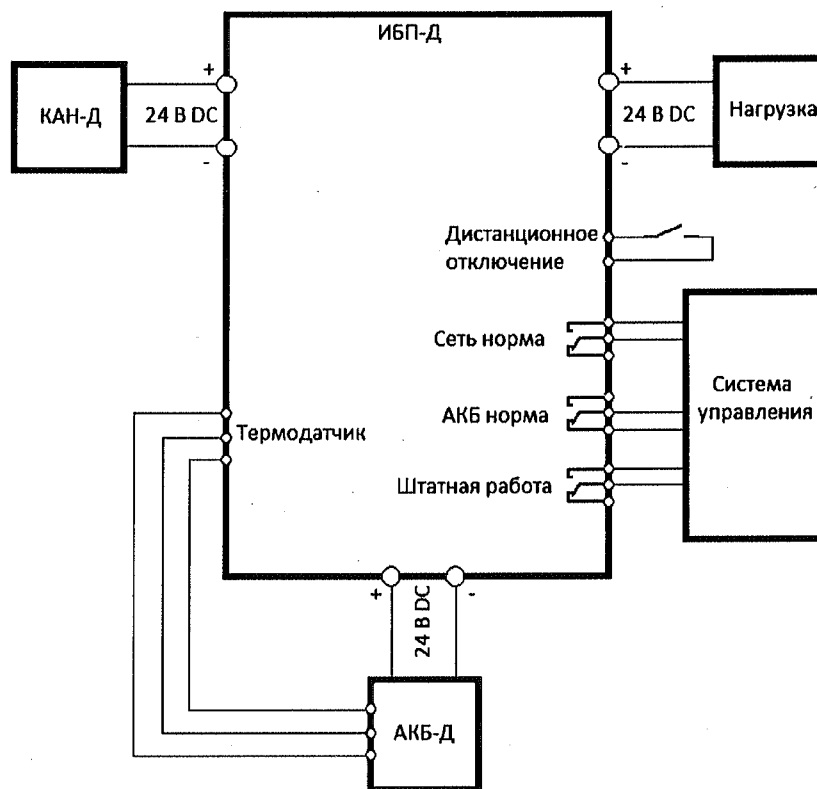 ИБП-Д
КАН-Д
+
24 В DC
-
+
24 В DC
-
Нагрузка
Дистанционное
отключение
Сеть норма
АКБ норма
Штатная работа
Система
управления
Термодатчик
+
24 В DC
-
АКБ-Д